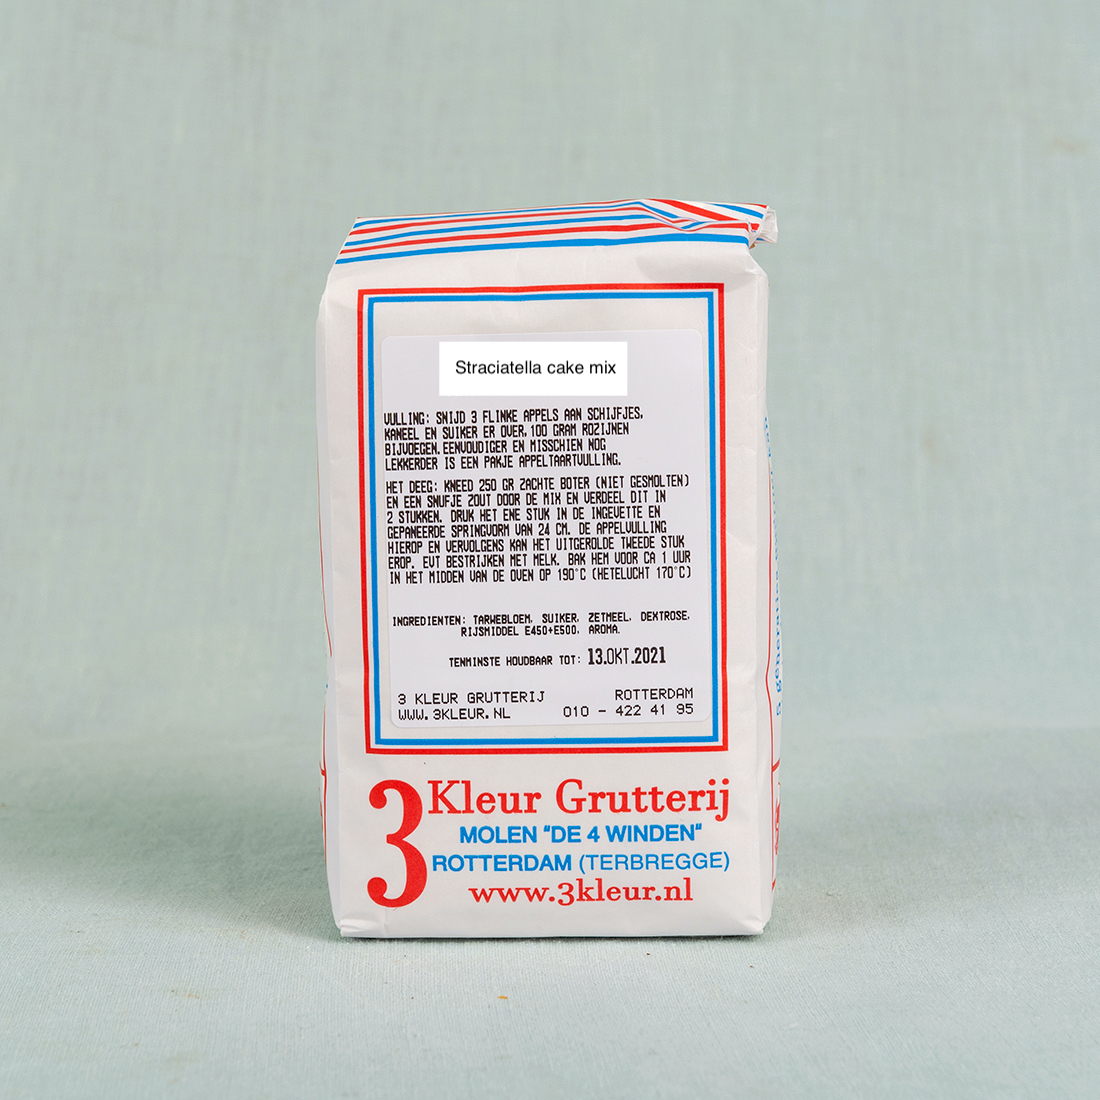 Straciatella cake mix
VULLING: SNIJD 3 FLINKE APPELS AAN SCHIJFJES.
KANEEL EN SUIKER ER OVER, 100 GRAM ROZIJNEN
BIJVOEGEN. EENVOUDIGER EN MISSCHIEN NOG
LEKKERDER IS EEN PAKJE APPELTAARTVULLING.
HET DEEG: KNEED 250 GR ZACHTE BOTER (NIET GESMOLTEN)
EN EEN SNUFJE ZOUT DOOR DE MIX EN VERDEEL DIT IN
2 STUKKEN. DRUK HET ENE STUK IN DE INGEVETTE EN
GEPANEERDE SPRINGVORM VAN 24 CM. DE APPELVULLING
HIEROP EN VERVOLGENS KAN HET UITGEROLDE TWEEDE STUK
EROP. EVT BESTRIJKEN MET MELK. BAK HEM VOOR CA 1 UUR
IN HET MIDDEN VAN DE OVEN OP 190°C (HETELUCHT 170°C)
INGREDIENTEN: TARWEBLOEM, SUIKER, ZETMEEL, DEXTROSE,
RIJSMIDDEL E450+E500, AROMA.
TENMINSTE HOUDBAAR TOT: 13.OKT.2021
3 KLEUR GRUTTERIJ ROTTERDAM
WWW.3KLEUR.NL 010 - 422 41 95
3 Kleur Grutterij
MOLEN "DE 4 WINDEN"
ROTTERDAM (TERBREGGE)
www.3kleur.nl